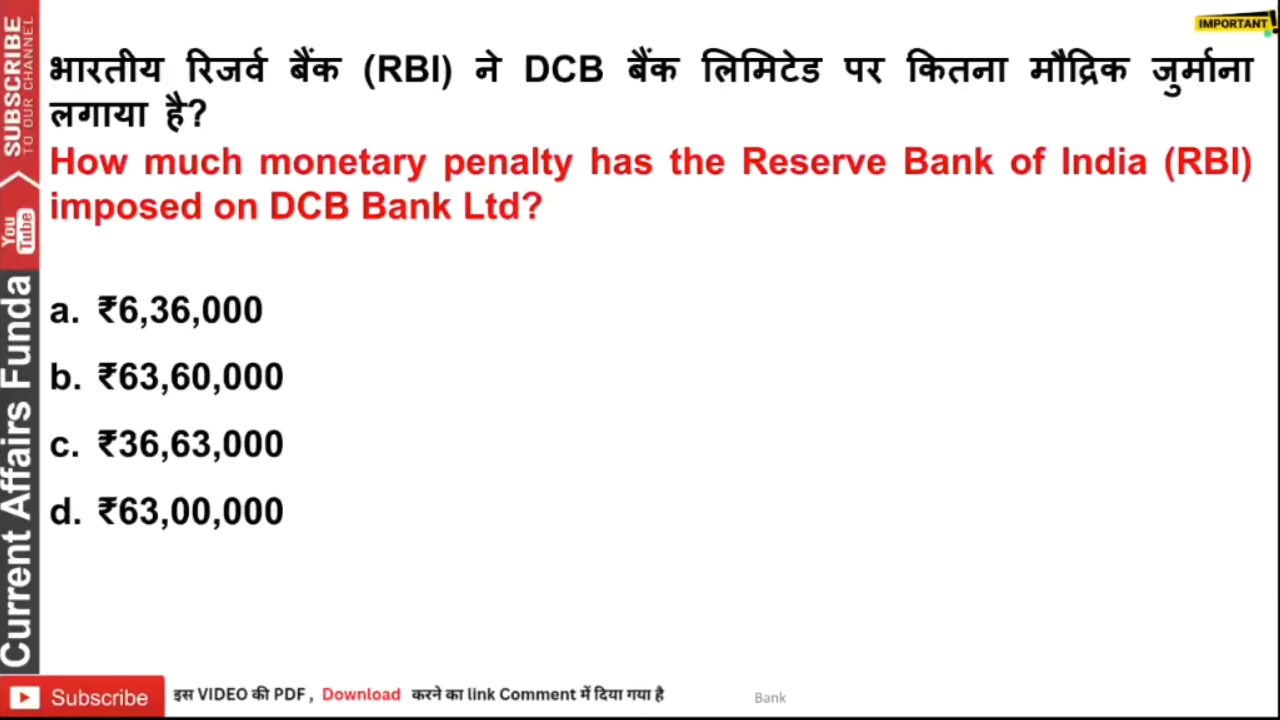 IMPORTANT
भारतीय रिजर्व बैंक (RBI) ने DCB बैंक लिमिटेड पर कितना मौद्रिक जुर्माना
लगाया है?
How much monetary penalty has the Reserve Bank of India (RBI)
imposed on DCB Bank Ltd?
a. ₹6,36,000
b. ₹63,60,000
c. ₹36,63,000
d. ₹63,00,000
SUBSCRIBE
TO OUR CHANNEL
You
Tube
Current Affairs Funda
Subscribe
इस VIDEO की PDF , Download करने का link Comment में दिया गया है
Bank